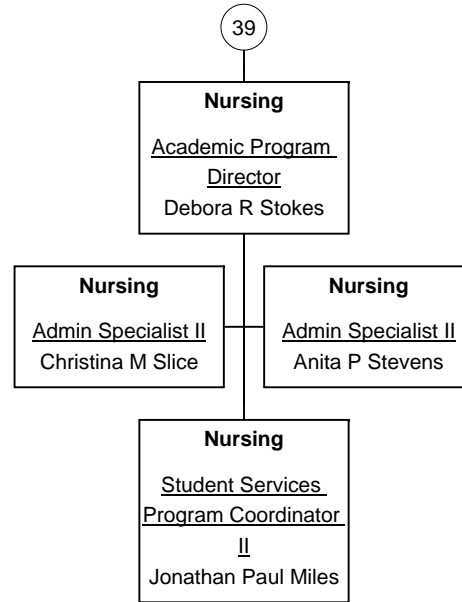 39
Nursing
Academic Program
Director
Debora R Stokes
Nursing
Admin Specialist II
Christina M Slice
Nursing
Admin Specialist II
Anita P Stevens
Nursing
Student Services
Program Coordinator
II
Jonathan Paul Miles